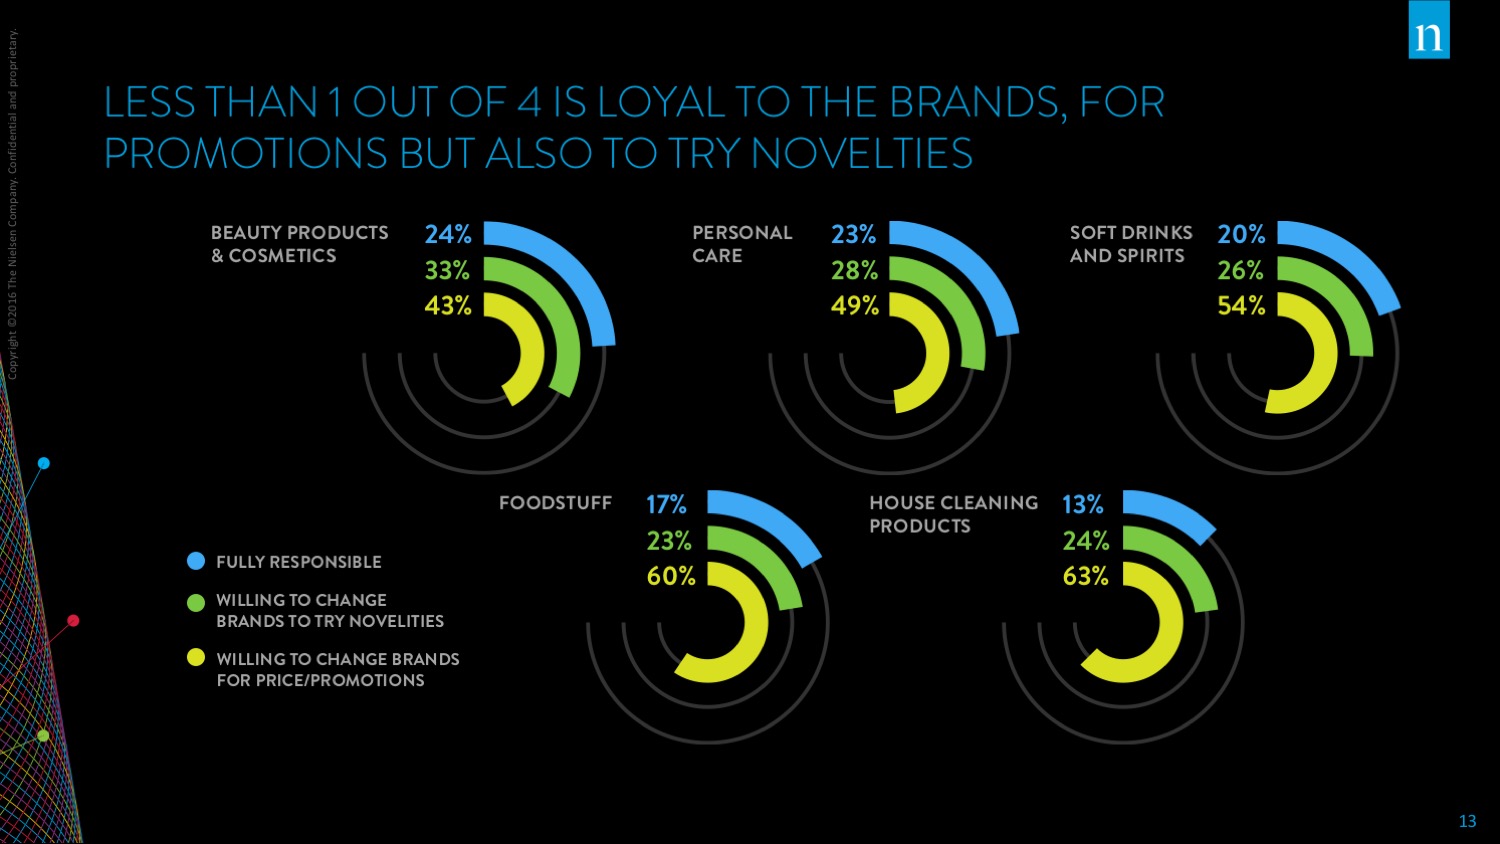 n
LESS THAN 1 OUT OF 4 IS LOYAL TO THE BRANDS, FOR
PROMOTIONS BUT ALSO TO TRY NOVELTIES
BEAUTY PRODUCTS
& COSMETICS
24%
33%
43%
PERSONAL
CARE
23%
28%
49%
SOFT DRINKS
AND SPIRITS
20%
26%
54%
FOODSTUFF
17%
23%
60%
HOUSE CLEANING
PRODUCTS
13%
24%
63%
FULLY RESPONSIBLE
WILLING TO CHANGE
BRANDS TO TRY NOVELITIES
WILLING TO CHANGE BRANDS
FOR PRICE/PROMOTIONS
Copyright ©2016 The Nielsen Company. Confidential and proprietary.
13